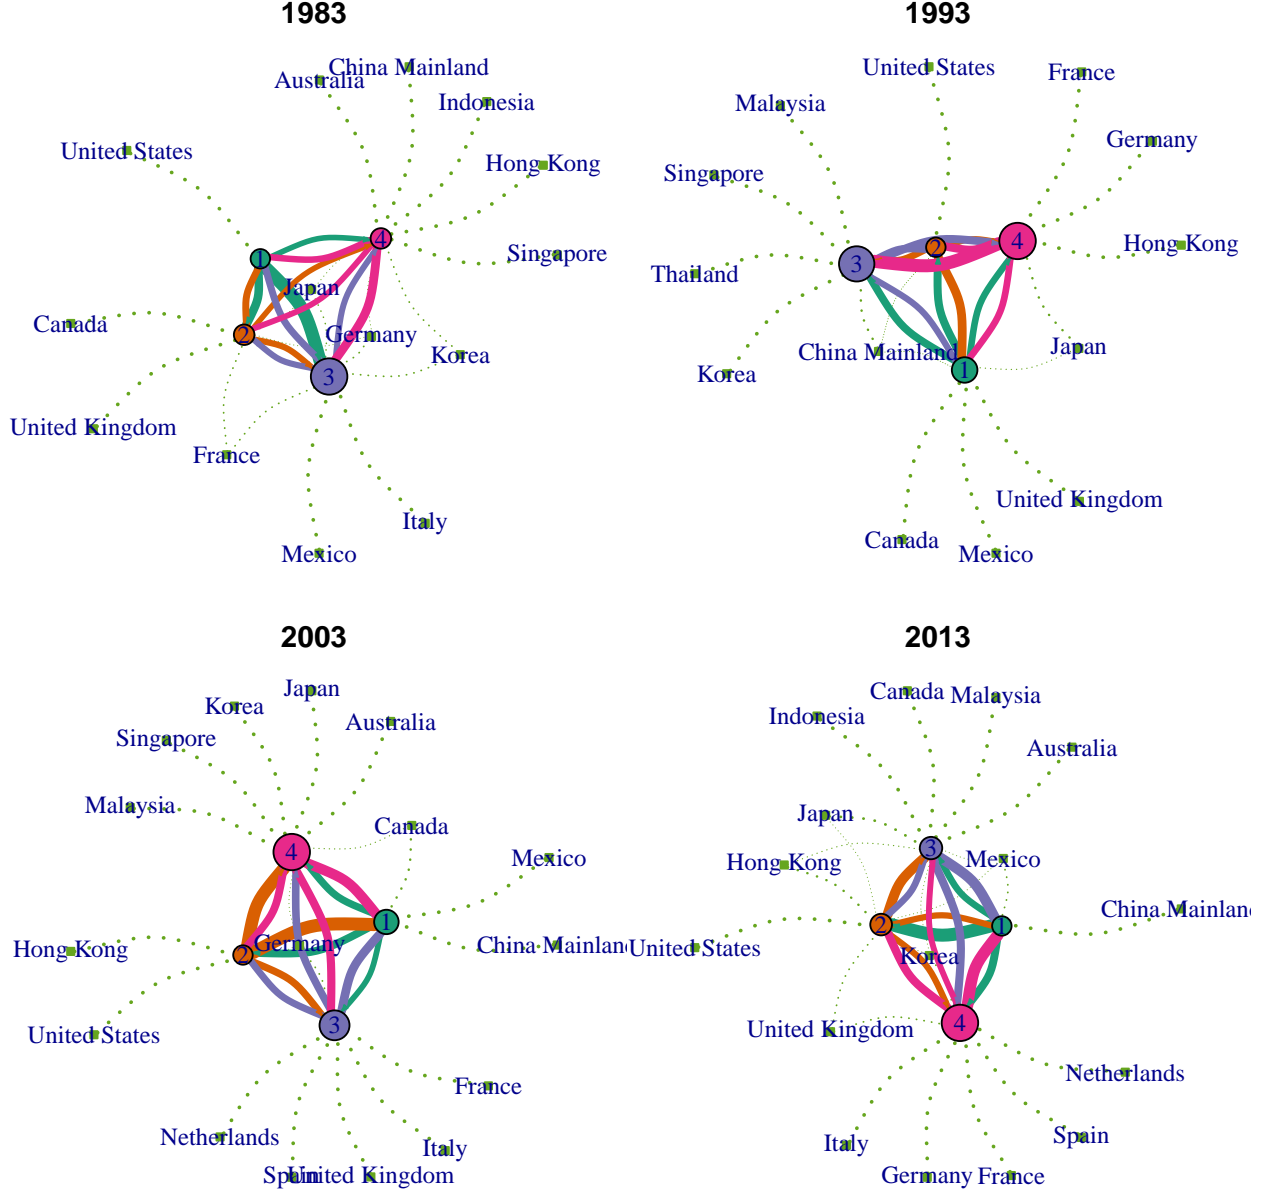 1983
China Mainland
Australia
Indonesia
United States
Hong Kong
4
Singapore
1
Japan
Canada
2
Germany
Korea
3
United Kingdom
France
Italy
Mexico
1993
United States
France
Malaysia
Germany
Singapore
4
Hong Kong
2
3
Thailand
Japan
China Mainland
1
Korea
United Kingdom
Canada
Mexico
2003
Japan
Korea
Australia
Singapore
Malaysia
Canada
4
Mexico
1
Germany
China Mainlan
Hong Kong
2
3
United States
France
Netherlands
Italy
Spain
United Kingdom
2013
Canada
Malaysia
Indonesia
Australia
Japan
3
Mexico
Hong Kong
China Mainlan
2
1
United States
Korea
4
United Kingdom
Netherlands
Spain
Italy
Germany
France